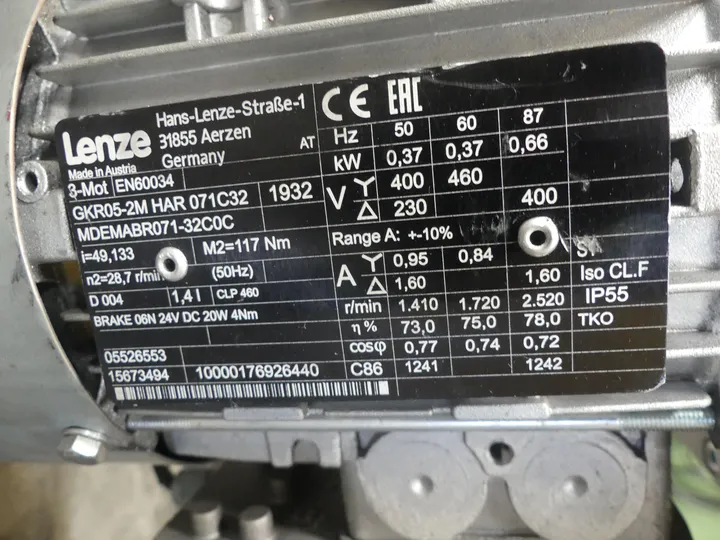 Lenze
Hans-Lenze-Straße-1
31855 Aerzen
Germany AT
Made in Austria
3-Mot EN60034
GKR05-2M HAR 071C32 1932
MDEMABR071-32C0C
i=49,133 M2=117 Nm
n2=28,7 r/min (50Hz)
D 004 1,4 l CLP 460
BRAKE 06N 24V DC 20W 4Nm
05526553
15673494 10000176926440
CE EAC
Hz 50 60 87
kW 0,37 0,37 0,66
V Y 400 460
Δ 230 400
Range A: +-10%
A Y 0,95 0,84
Δ 1,60 1,60
r/min 1.410 1.720 2.520
η % 73,0 75,0 78,0
cosφ 0,77 0,74 0,72
C86 1241 1242
Iso CL.F
IP55
TKO